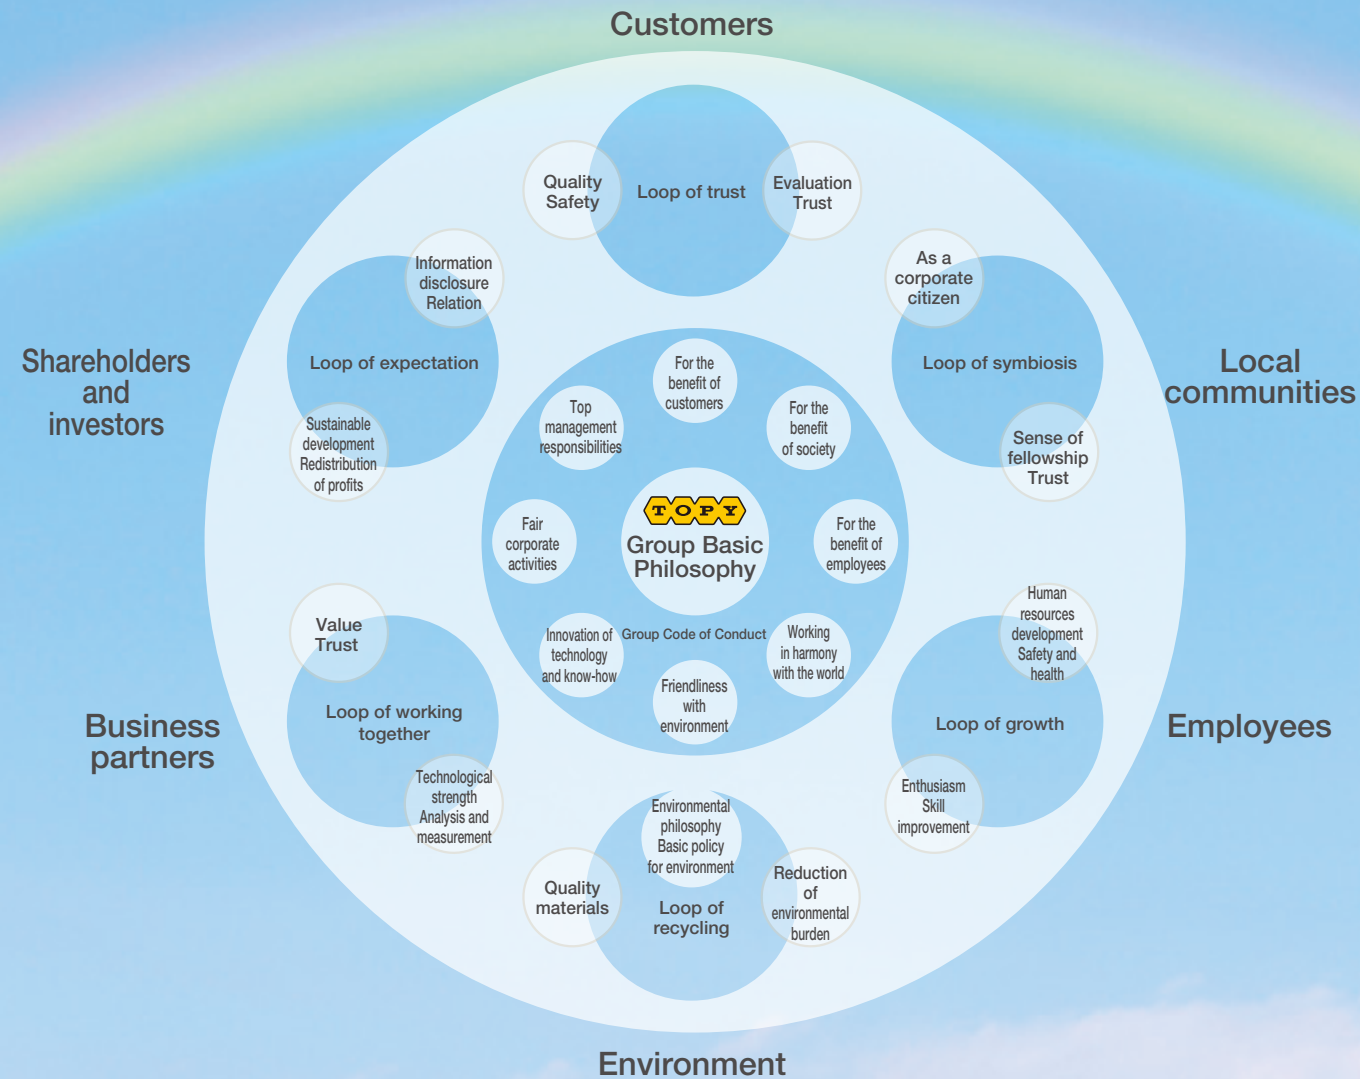 Customers
Quality
Safety
Loop of trust
Evaluation
Trust
Information
disclosure
Relation
Loop of expectation
Sustainable
development
Redistribution
of profits
Shareholders
and
investors
As a
corporate
citizen
Loop of symbiosis
Sense of
fellowship
Trust
Local
communities
For the
benefit of
customers
Top
management
responsibilities
For the
benefit
of society
Fair
corporate
activities
TOPY
Group Basic
Philosophy
For the
benefit of
employees
Group Code of Conduct
Innovation of
technology
and know-how
Working
in harmony
with the world
Friendliness
with
environment
Value
Trust
Loop of working
together
Technological
strength
Analysis and
measurement
Business
partners
Human
resources
development
Safety and
health
Loop of growth
Enthusiasm
Skill
improvement
Employees
Environmental
philosophy
Basic policy
for environment
Quality
materials
Loop of
recycling
Reduction
of
environmental
burden
Environment